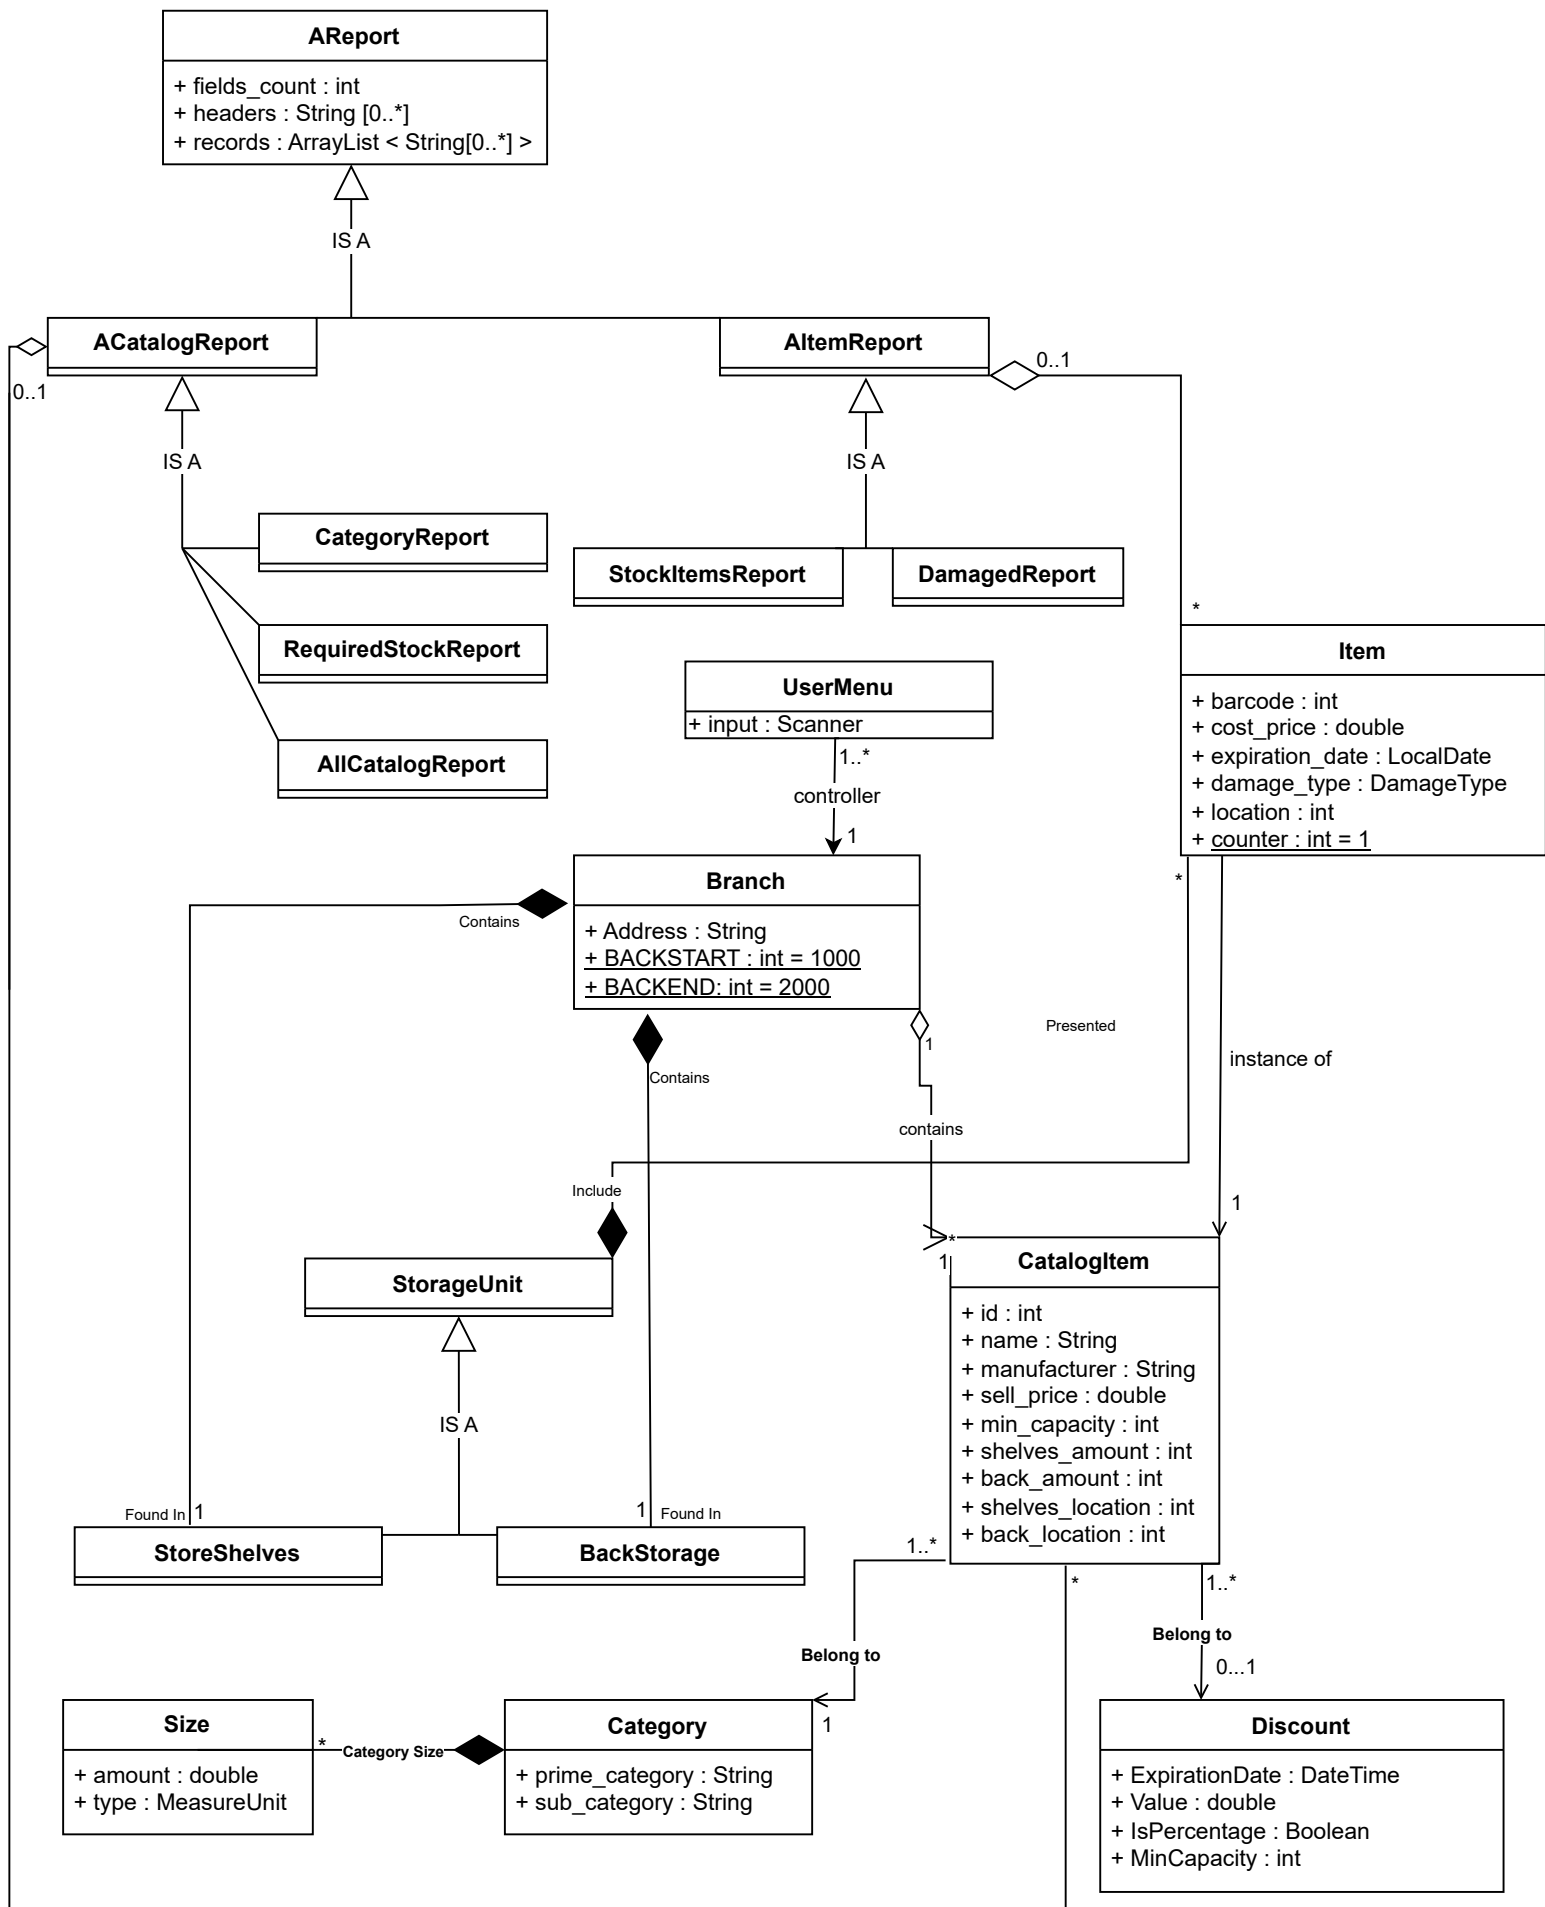 AReport
+ fields_count : int
+ headers : String [0..*]
+ records : ArrayList < String[0..*] >
IS A
ACatalogReport
AItemReport
0..1
0..1
IS A
IS A
CategoryReport
StockItemsReport
DamagedReport
RequiredStockReport
AllCatalogReport
*
Item
+ barcode : int
+ cost_price : double
+ expiration_date : LocalDate
+ damage_type : DamageType
+ location : int
+ counter : int = 1
UserMenu
+ input : Scanner
1..*
controller
1
Branch
+ Address : String
+ BACKSTART : int = 1000
+ BACKEND: int = 2000
Contains
Contains
*
1
Presented
instance of
contains
Include
1
StorageUnit
IS A
*
1
CatalogItem
+ id : int
+ name : String
+ manufacturer : String
+ sell_price : double
+ min_capacity : int
+ shelves_amount : int
+ back_amount : int
+ shelves_location : int
+ back_location : int
Found In
1
1
Found In
StoreShelves
BackStorage
1..*
*
1..*
Belong to
Belong to
1
0...1
Size
+ amount : double
+ type : MeasureUnit
*
Category Size
Category
+ prime_category : String
+ sub_category : String
Discount
+ ExpirationDate : DateTime
+ Value : double
+ IsPercentage : Boolean
+ MinCapacity : int